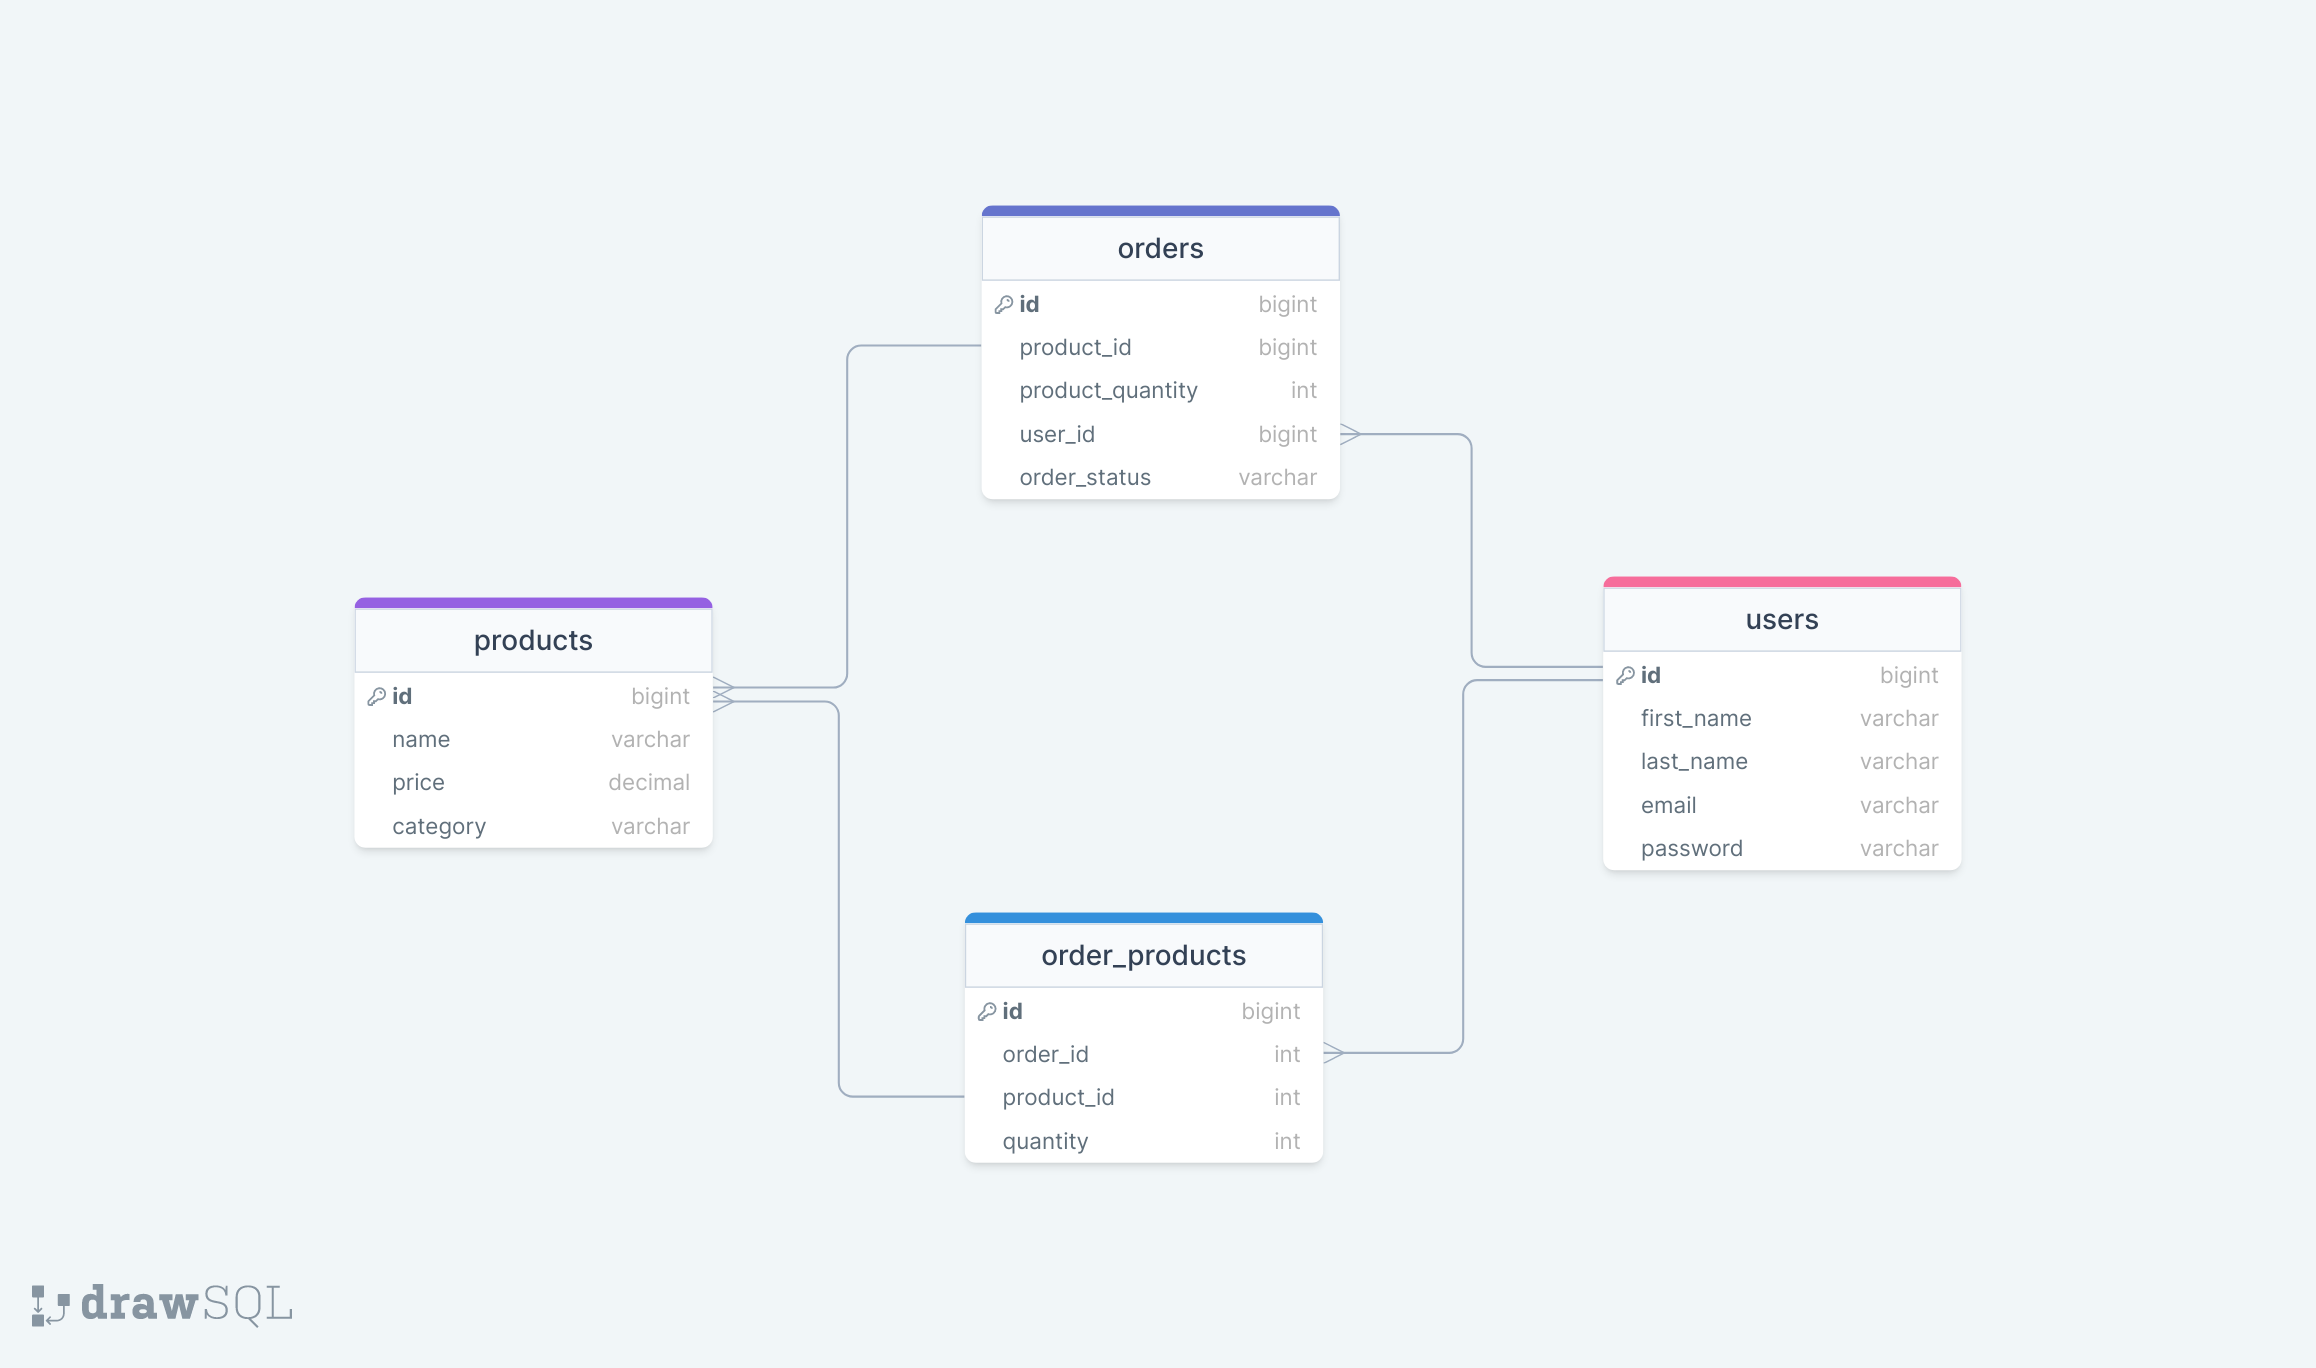 orders
id bigint
product_id bigint
product_quantity int
user_id bigint
order_status varchar
products
id bigint
name varchar
price decimal
category varchar
users
id bigint
first_name varchar
last_name varchar
email varchar
password varchar
order_products
id bigint
order_id int
product_id int
quantity int
drawSQL